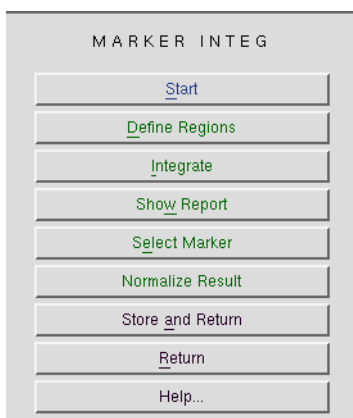 MARKER INTEG
Start
Define Regions
Integrate
Show Report
Select Marker
Normalize Result
Store and Return
Return
Help...